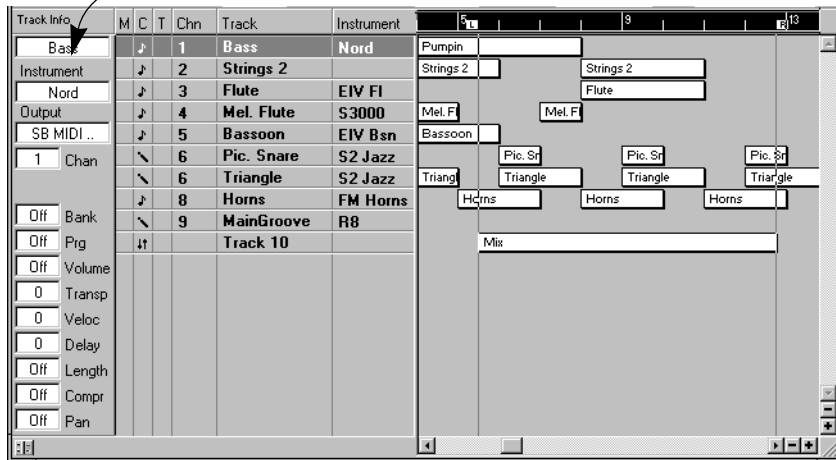 Track Info M C T Chn Track Instrument 5 L 9 R 13
Bass 1 Bass Nord Pumpin
Instrument 2 Strings 2 Strings 2 Strings 2
Nord 3 Flute EIV Fl Flute
Output 4 Mel. Flute S3000 Mel. Fl Mel. Fl
SB MIDI .. 5 Bassoon EIV Bsn Bassoon
1 Chan 6 Pic. Snare S2 Jazz Pic. Sn Pic. Sn Pic. Sn
6 Triangle S2 Jazz Triangl Triangle Triangle Triangle
8 Horns FM Horns Horns Horns Horns
Off Bank 9 MainGroove R8
Off Prg Track 10 Mix
Off Volume
0 Transp
0 Veloc
0 Delay
Off Length
Off Compr
Off Pan